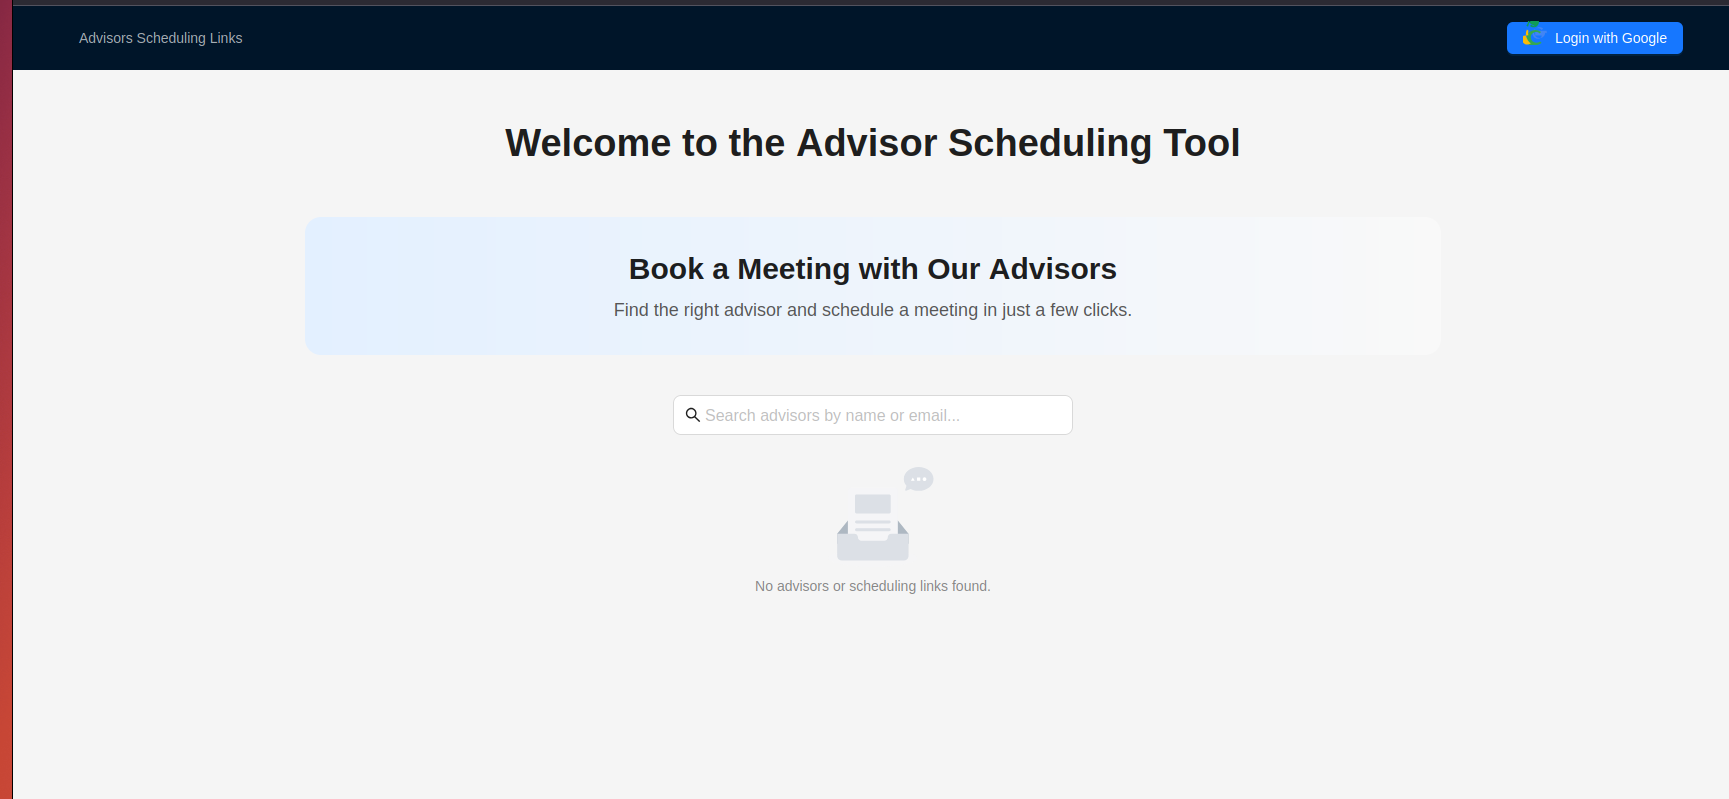 Advisors Scheduling Links
Login with Google
Welcome to the Advisor Scheduling Tool
Book a Meeting with Our Advisors
Find the right advisor and schedule a meeting in just a few clicks.
Search advisors by name or email...
No advisors or scheduling links found.